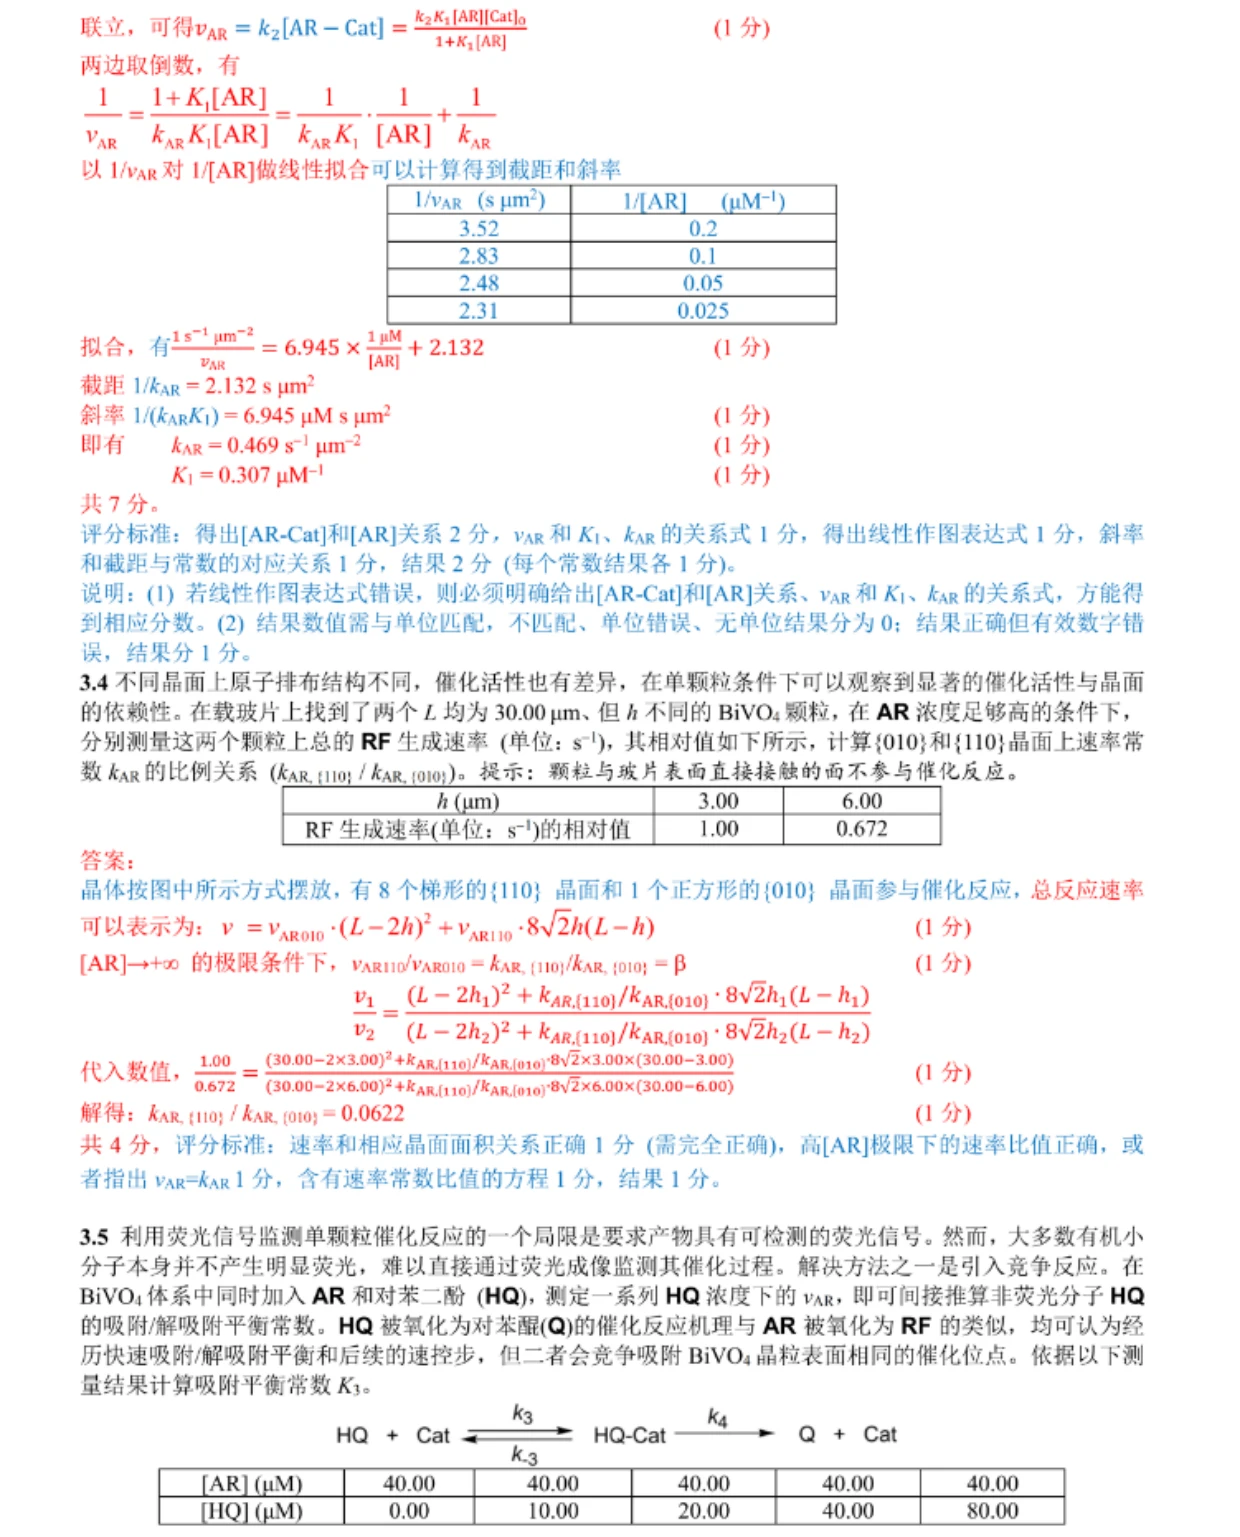 联立，可得vAR = k2[AR − Cat] = k2K1[AR][Cat]0 / 1+K1[AR] (1 分)
两边取倒数，有
1/vAR = 1+K1[AR] / kARK1[AR] = 1/kARK1 · 1/[AR] + 1/kAR
以 1/vAR 对 1/[AR]做线性拟合可以计算得到截距和斜率
1/vAR (s μm²) 1/[AR] (μM⁻¹)
3.52 0.2
2.83 0.1
2.48 0.05
2.31 0.025
拟合，有 1 s⁻¹ μm⁻² / vAR = 6.945 × 1 μM / [AR] + 2.132 (1 分)
截距 1/kAR = 2.132 s μm²
斜率 1/(kARK1) = 6.945 μM s μm² (1 分)
即有 kAR = 0.469 s⁻¹ μm⁻² (1 分)
K1 = 0.307 μM⁻¹ (1 分)
共 7 分。
评分标准：得出[AR-Cat]和[AR]关系 2 分，vAR 和 K1、kAR 的关系式 1 分，得出线性作图表达式 1 分，斜率
和截距与常数的对应关系 1 分，结果 2 分 (每个常数结果各 1 分)。
说明：(1) 若线性作图表达式错误，则必须明确给出[AR-Cat]和[AR]关系、vAR 和 K1、kAR 的关系式，方能得
到相应分数。(2) 结果数值需与单位匹配，不匹配、单位错误、无单位结果分为 0；结果正确但有效数字错
误，结果分 1 分。
3.4 不同晶面上原子排布结构不同，催化活性也有差异，在单颗粒条件下可以观察到显著的催化活性与晶面
的依赖性。在载玻片上找到了两个 L 均为 30.00 μm、但 h 不同的 BiVO4 颗粒，在 AR 浓度足够高的条件下，
分别测量这两个颗粒上总的 RF 生成速率 (单位：s⁻¹)，其相对值如下所示，计算{010}和{110}晶面上速率常
数 kAR 的比例关系 (kAR, {110} / kAR, {010})。提示：颗粒与玻片表面直接接触的面不参与催化反应。
h (μm) 3.00 6.00
RF 生成速率(单位：s⁻¹)的相对值 1.00 0.672
答案：
晶体按图中所示方式摆放，有 8 个梯形的{110} 晶面和 1 个正方形的{010} 晶面参与催化反应，总反应速率
可以表示为： v = vAR010 · (L − 2h)² + vAR110 · 8√2h(L − h) (1 分)
[AR]→+∞ 的极限条件下，vAR110/vAR010 = kAR, {110}/kAR, {010} = β (1 分)
v1/v2 = (L − 2h1)² + kAR,{110}/kAR,{010} · 8√2h1(L − h1) / (L − 2h2)² + kAR,{110}/kAR,{010} · 8√2h2(L − h2)
代入数值，1.00/0.672 = (30.00−2×3.00)²+kAR,{110}/kAR,{010}·8√2×3.00×(30.00−3.00) / (30.00−2×6.00)²+kAR,{110}/kAR,{010}·8√2×6.00×(30.00−6.00) (1 分)
解得：kAR, {110} / kAR, {010} = 0.0622 (1 分)
共 4 分，评分标准：速率和相应晶面面积关系正确 1 分 (需完全正确)，高[AR]极限下的速率比值正确，或
者指出 vAR=kAR 1 分，含有速率常数比值的方程 1 分，结果 1 分。
3.5 利用荧光信号监测单颗粒催化反应的一个局限是要求产物具有可检测的荧光信号。然而，大多数有机小
分子本身并不产生明显荧光，难以直接通过荧光成像监测其催化过程。解决方法之一是引入竞争反应。在
BiVO4 体系中同时加入 AR 和对苯二酚 (HQ)，测定一系列 HQ 浓度下的 vAR，即可间接推算非荧光分子 HQ
的吸附/解吸附平衡常数。HQ 被氧化为对苯醌(Q)的催化反应机理与 AR 被氧化为 RF 的类似，均可认为经
历快速吸附/解吸附平衡和后续的速控步，但二者会竞争吸附 BiVO4 晶粒表面相同的催化位点。依据以下测
量结果计算吸附平衡常数 K3。
k3 k4
HQ + Cat ⇌ HQ-Cat → Q + Cat
k-3
[AR] (μM) 40.00 40.00 40.00 40.00 40.00
[HQ] (μM) 0.00 10.00 20.00 40.00 80.00